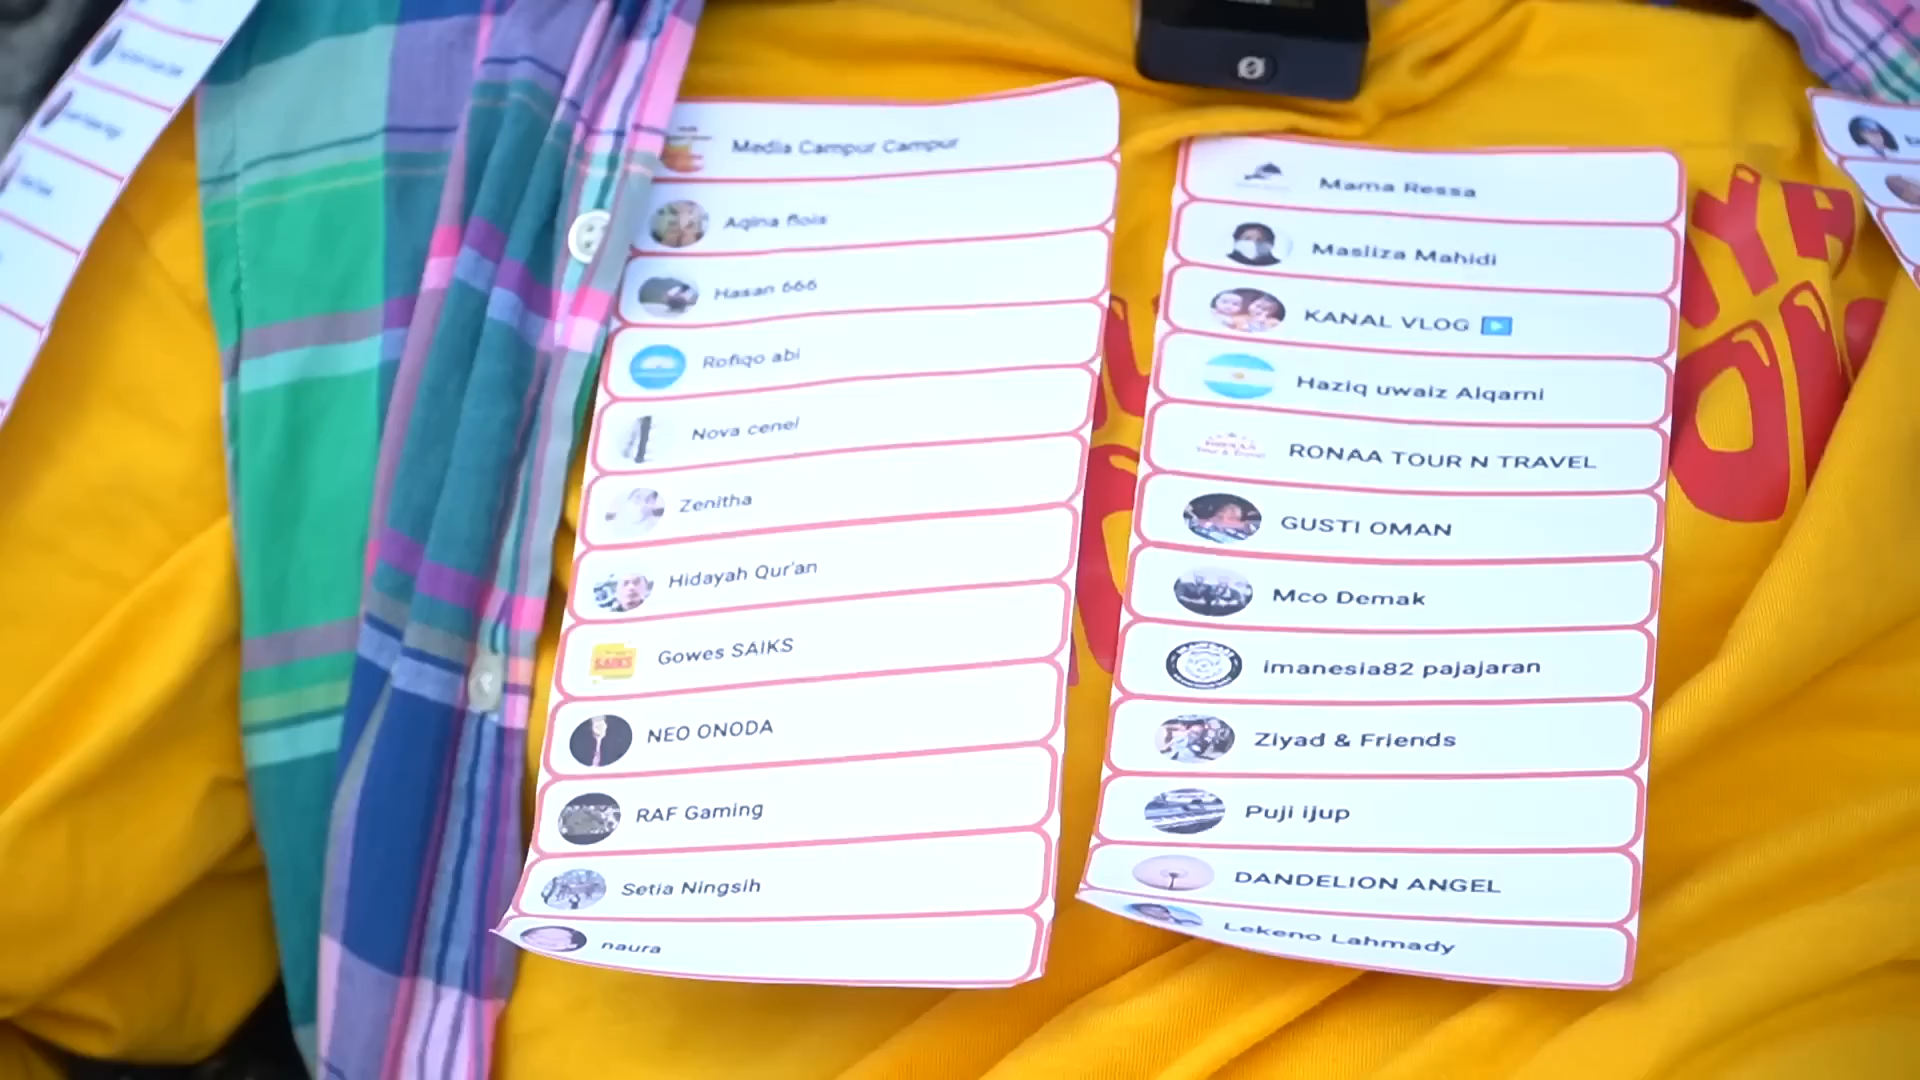 Media Campur Campur
Aqina flois
Hasan 666
Rofiqo abi
Nova cenel
Zenitha
Hidayah Qur'an
SAIKS
Gowes SAIKS
NEO ONODA
RAF Gaming
Setia Ningsih
naura
Mama Ressa
Masliza Mahidi
KANAL VLOG
Haziq uwaiz Alqarni
RONAA TOUR N TRAVEL
GUSTI OMAN
Mco Demak
imanesia82 pajajaran
Ziyad & Friends
Puji ijup
DANDELION ANGEL
Lekeno Lahmady